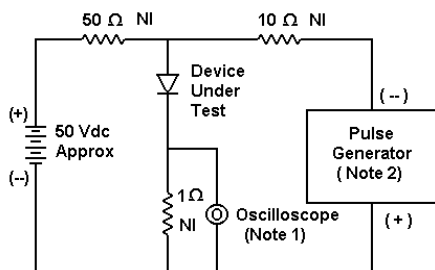 50 Ω NI
10 Ω NI
Device
Under
Test
(+)
50 Vdc
Approx
(--)
(--)
Pulse
Generator
( Note 2)
(+)
1Ω
NI
Oscilloscope
(Note 1)